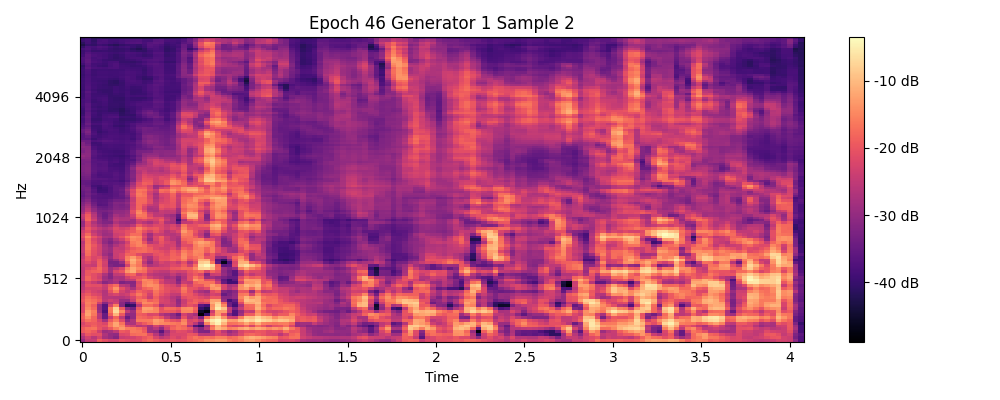 Epoch 46 Generator 1 Sample 2
Hz
4096
2048
1024
512
0
0 0.5 1 1.5 2 2.5 3 3.5 4
Time
-10 dB
-20 dB
-30 dB
-40 dB